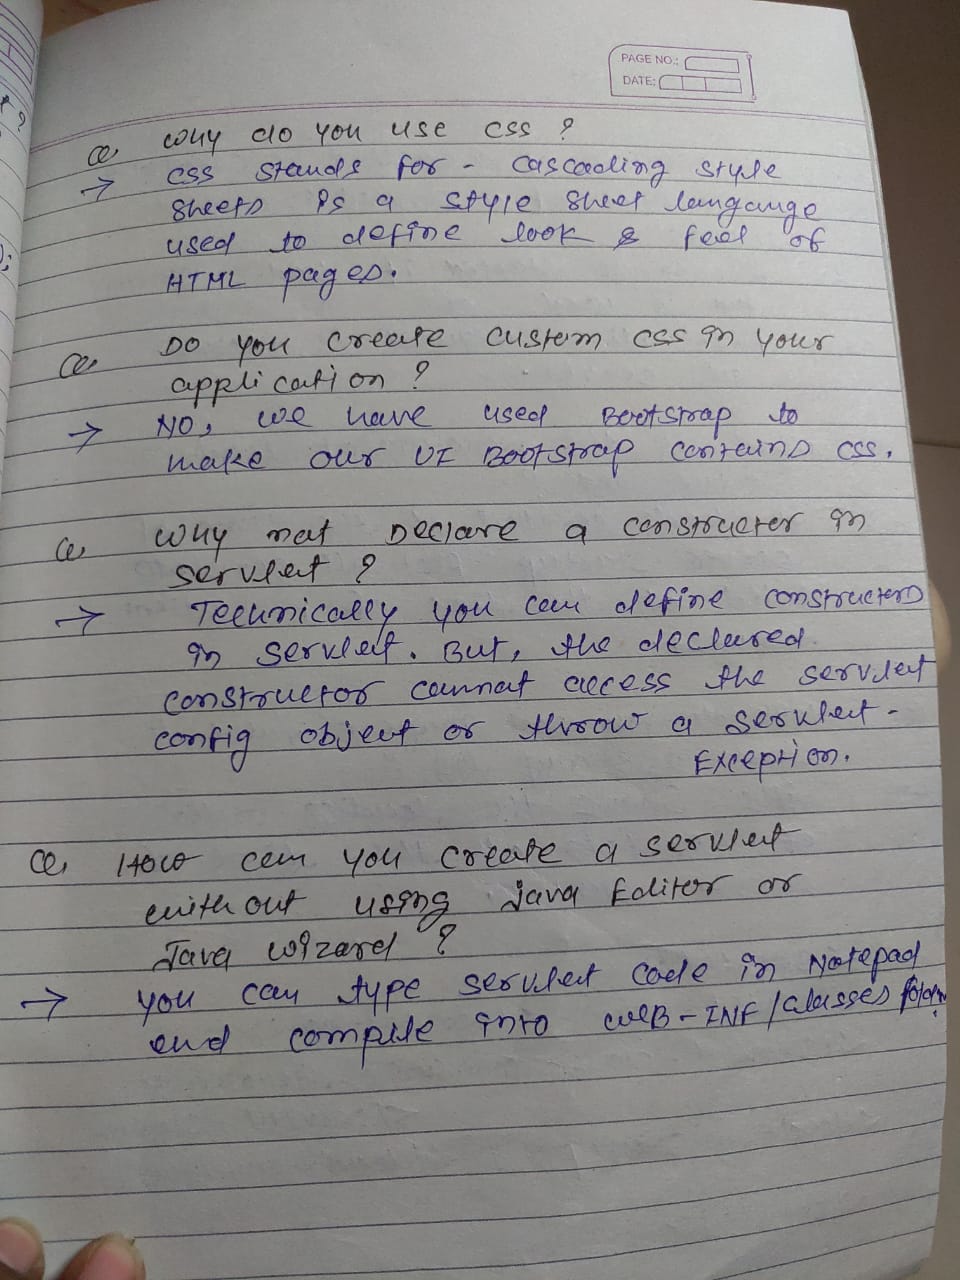 PAGE NO.:
DATE:
Q. Why do you use css ?
→ css stands for - cascading style
sheets is a style sheet langauge
used to define look & feel of
HTML pages.
Q. Do you create custom css in your
application ?
→ NO, we have used Bootstrap to
make our UI Bootstrap contains css.
Q. Why not Declare a constructer in
servlet ?
→ Technically you can define constructers
in servlet. But, the declared
constructor cannot access the servlet
config object or throw a servlet-
Exception.
Q. How can you create a servlet
without using java Editor or
Java wizard ?
→ you can type servlet code in Notepad
and compile into WEB-INF/classes folder.